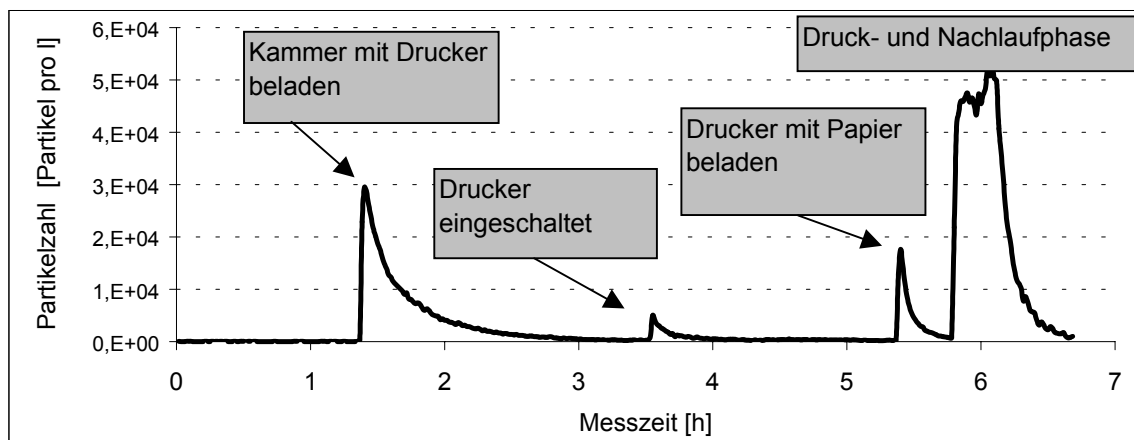 Partikelzahl [Partikel pro l]
6,E+04
5,E+04
4,E+04
3,E+04
2,E+04
1,E+04
0,E+00
Kammer mit Drucker
beladen
Drucker
eingeschaltet
Drucker mit Papier
beladen
Druck- und Nachlaufphase
0 1 2 3 4 5 6 7
Messzeit [h]